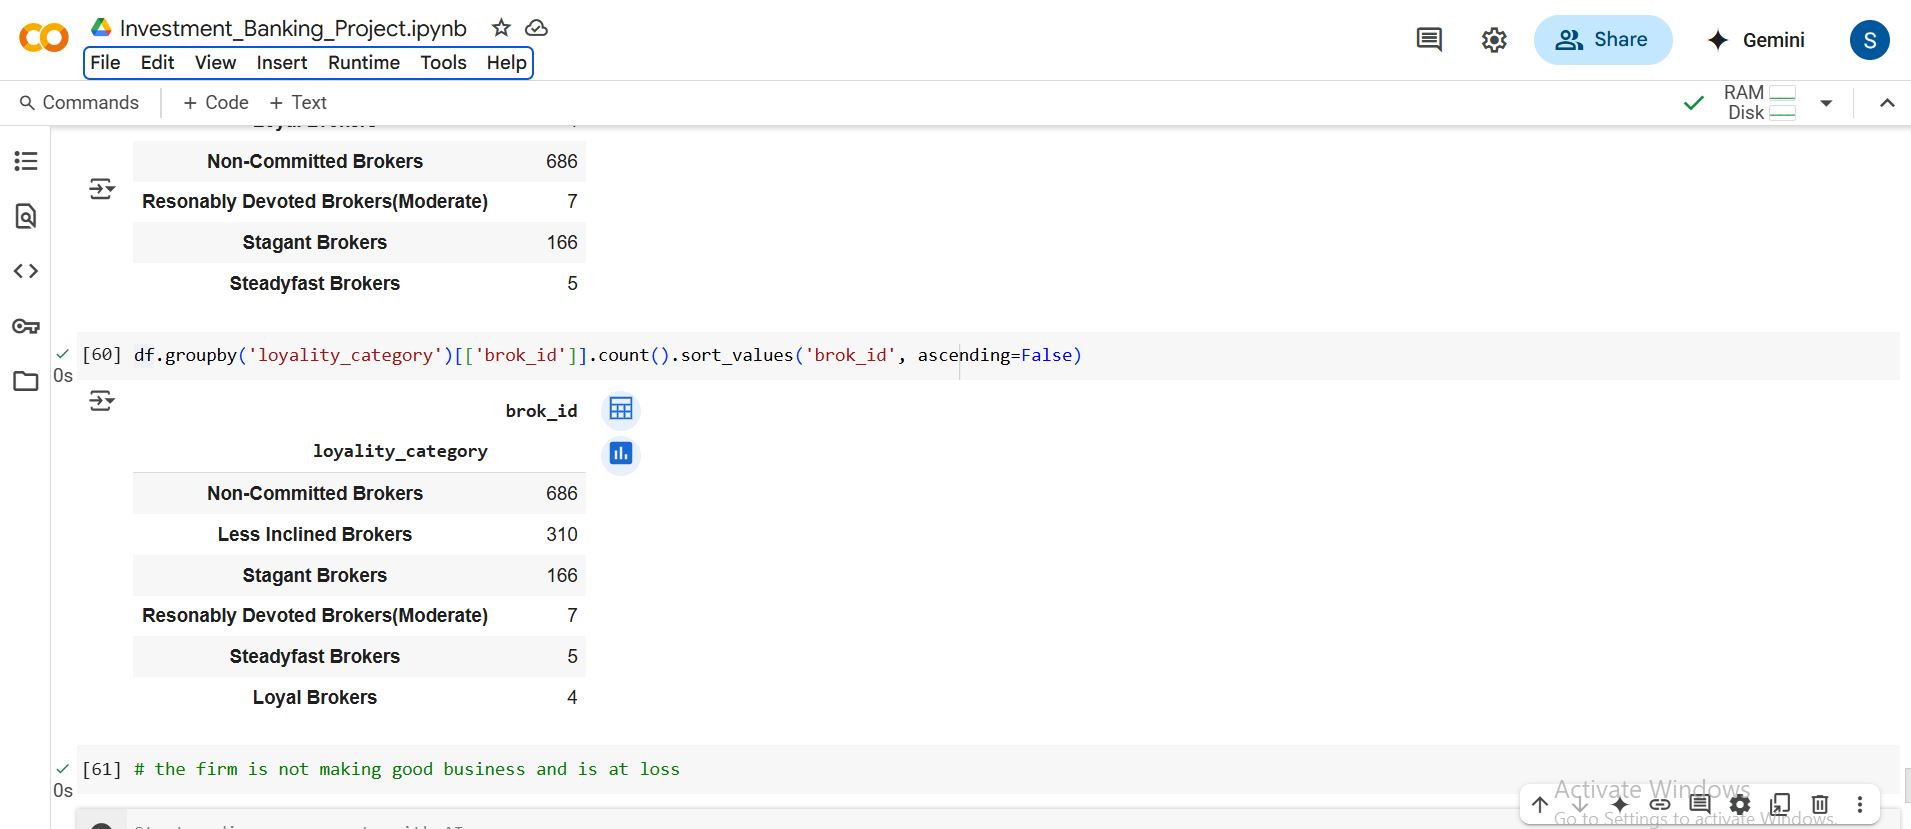 Investment_Banking_Project.ipynb
File Edit View Insert Runtime Tools Help
Share
Gemini
S
Commands + Code + Text
RAM
Disk
Non-Committed Brokers 686
Resonably Devoted Brokers(Moderate) 7
Stagant Brokers 166
Steadyfast Brokers 5
[60] df.groupby('loyality_category')[['brok_id']].count().sort_values('brok_id', ascending=False)
0s
brok_id
loyality_category
Non-Committed Brokers 686
Less Inclined Brokers 310
Stagant Brokers 166
Resonably Devoted Brokers(Moderate) 7
Steadyfast Brokers 5
Loyal Brokers 4
[61] # the firm is not making good business and is at loss
0s
Activate Windows
Go to Settings to activate Windows.